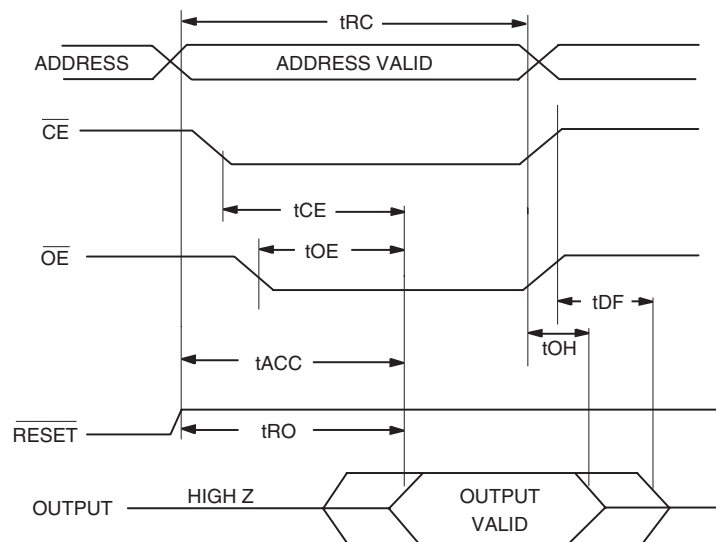 tRC
ADDRESS
ADDRESS VALID
CE
tCE
tOE
OE
tDF
tOH
tACC
RESET
tRO
HIGH Z
OUTPUT
OUTPUT
VALID